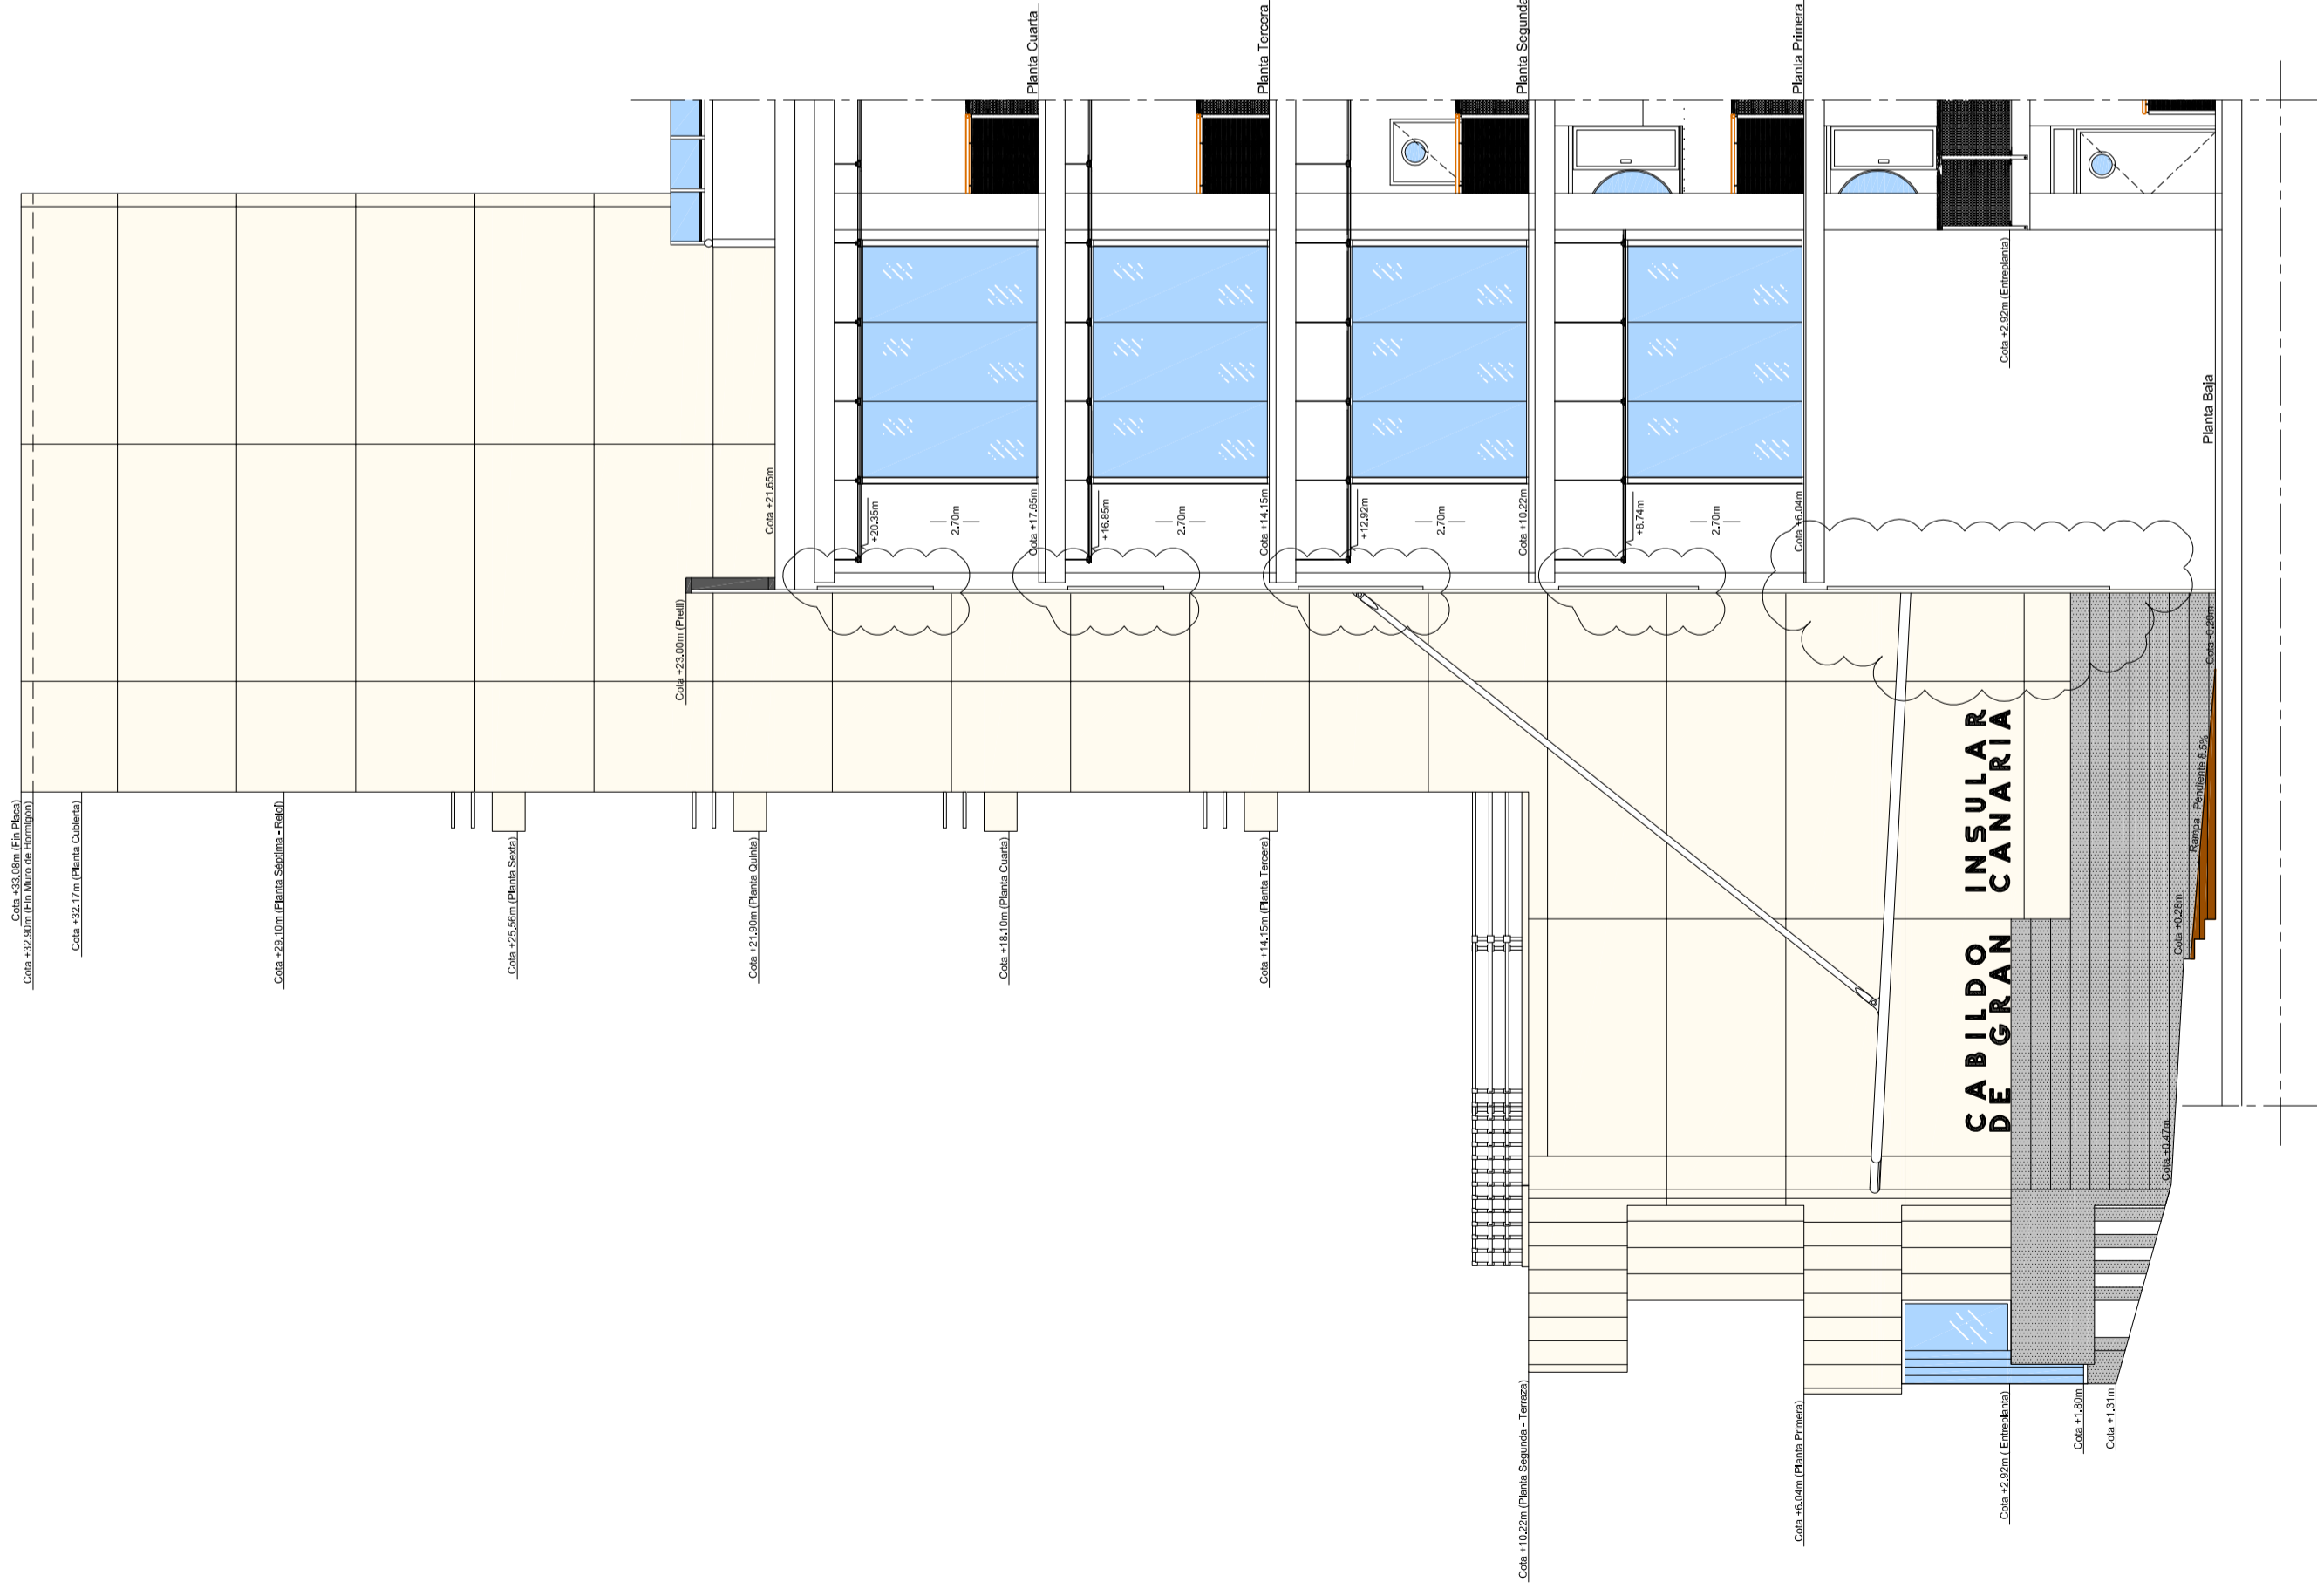 Planta Cuarta
Planta Tercera
Planta Segunda
Planta Primera
Planta Baja
Cota +21.65m
+20.35m
2.70m
Cota +17.65m
+16.85m
2.70m
Cota +14.15m
+12.92m
2.70m
Cota +10.22m
+8.74m
2.70m
Cota +6.04m
Cota +2.92m (Entreplanta)
Cota +23.00m (Pretil)
Cota -0.20m
Rampa Pendiente 8.5%
Cota +0.28m
Cota +0.47m
CABILDO INSULAR
DE GRAN CANARIA
Cota +33.08m (Fin Placa)
Cota +32.90m (Fin Muro de Hormigón)
Cota +32.17m (Planta Cubierta)
Cota +29.10m (Planta Séptima - Reloj)
Cota +25.56m (Planta Sexta)
Cota +21.90m (Planta Quinta)
Cota +18.10m (Planta Cuarta)
Cota +14.15m (Planta Tercera)
Cota +10.22m (Planta Segunda - Terraza)
Cota +6.04m (Planta Primera)
Cota +2.92m ( Entreplanta)
Cota +1.80m
Cota +1.31m